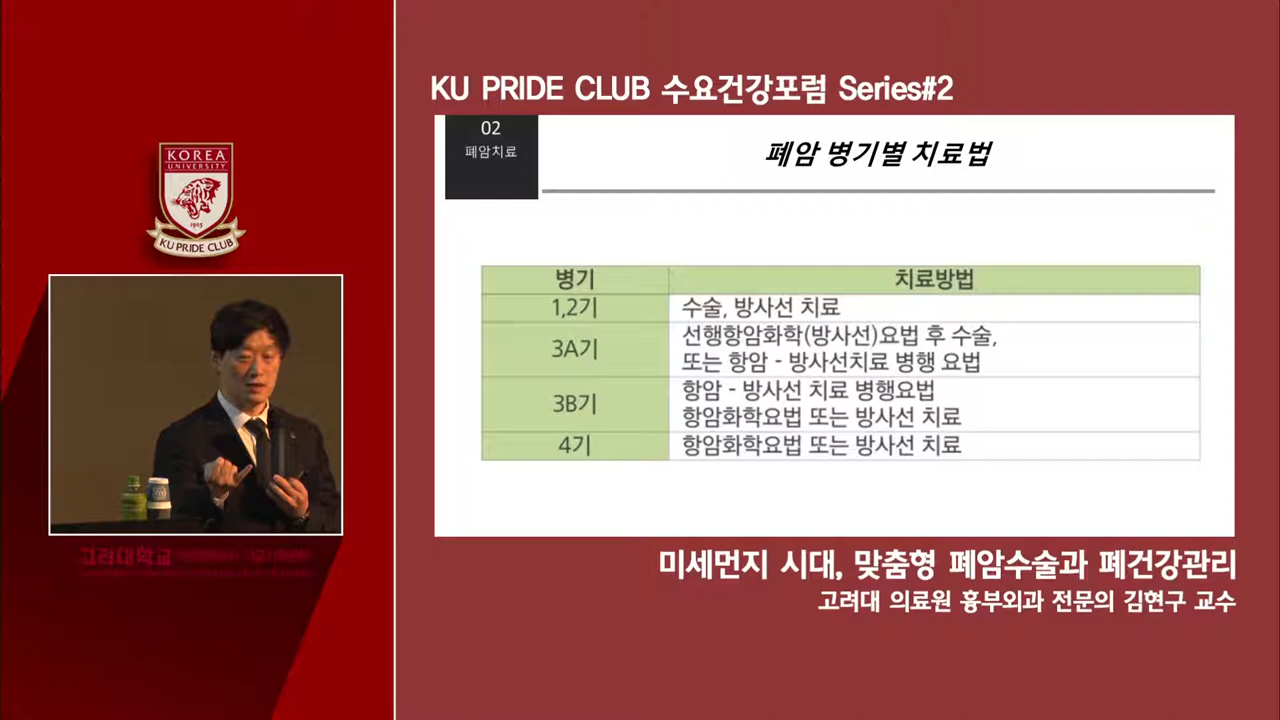 KOREA
UNIVERSITY
1905
KU PRIDE CLUB
고려대학교
KU PRIDE CLUB 수요건강포럼 Series#2
02
폐암치료
폐암 병기별 치료법
병기 치료방법
1,2기 수술, 방사선 치료
3A기 선행항암화학(방사선)요법 후 수술,
또는 항암 - 방사선치료 병행 요법
3B기 항암 - 방사선 치료 병행요법
항암화학요법 또는 방사선 치료
4기 항암화학요법 또는 방사선 치료
미세먼지 시대, 맞춤형 폐암수술과 폐건강관리
고려대 의료원 흉부외과 전문의 김현구 교수